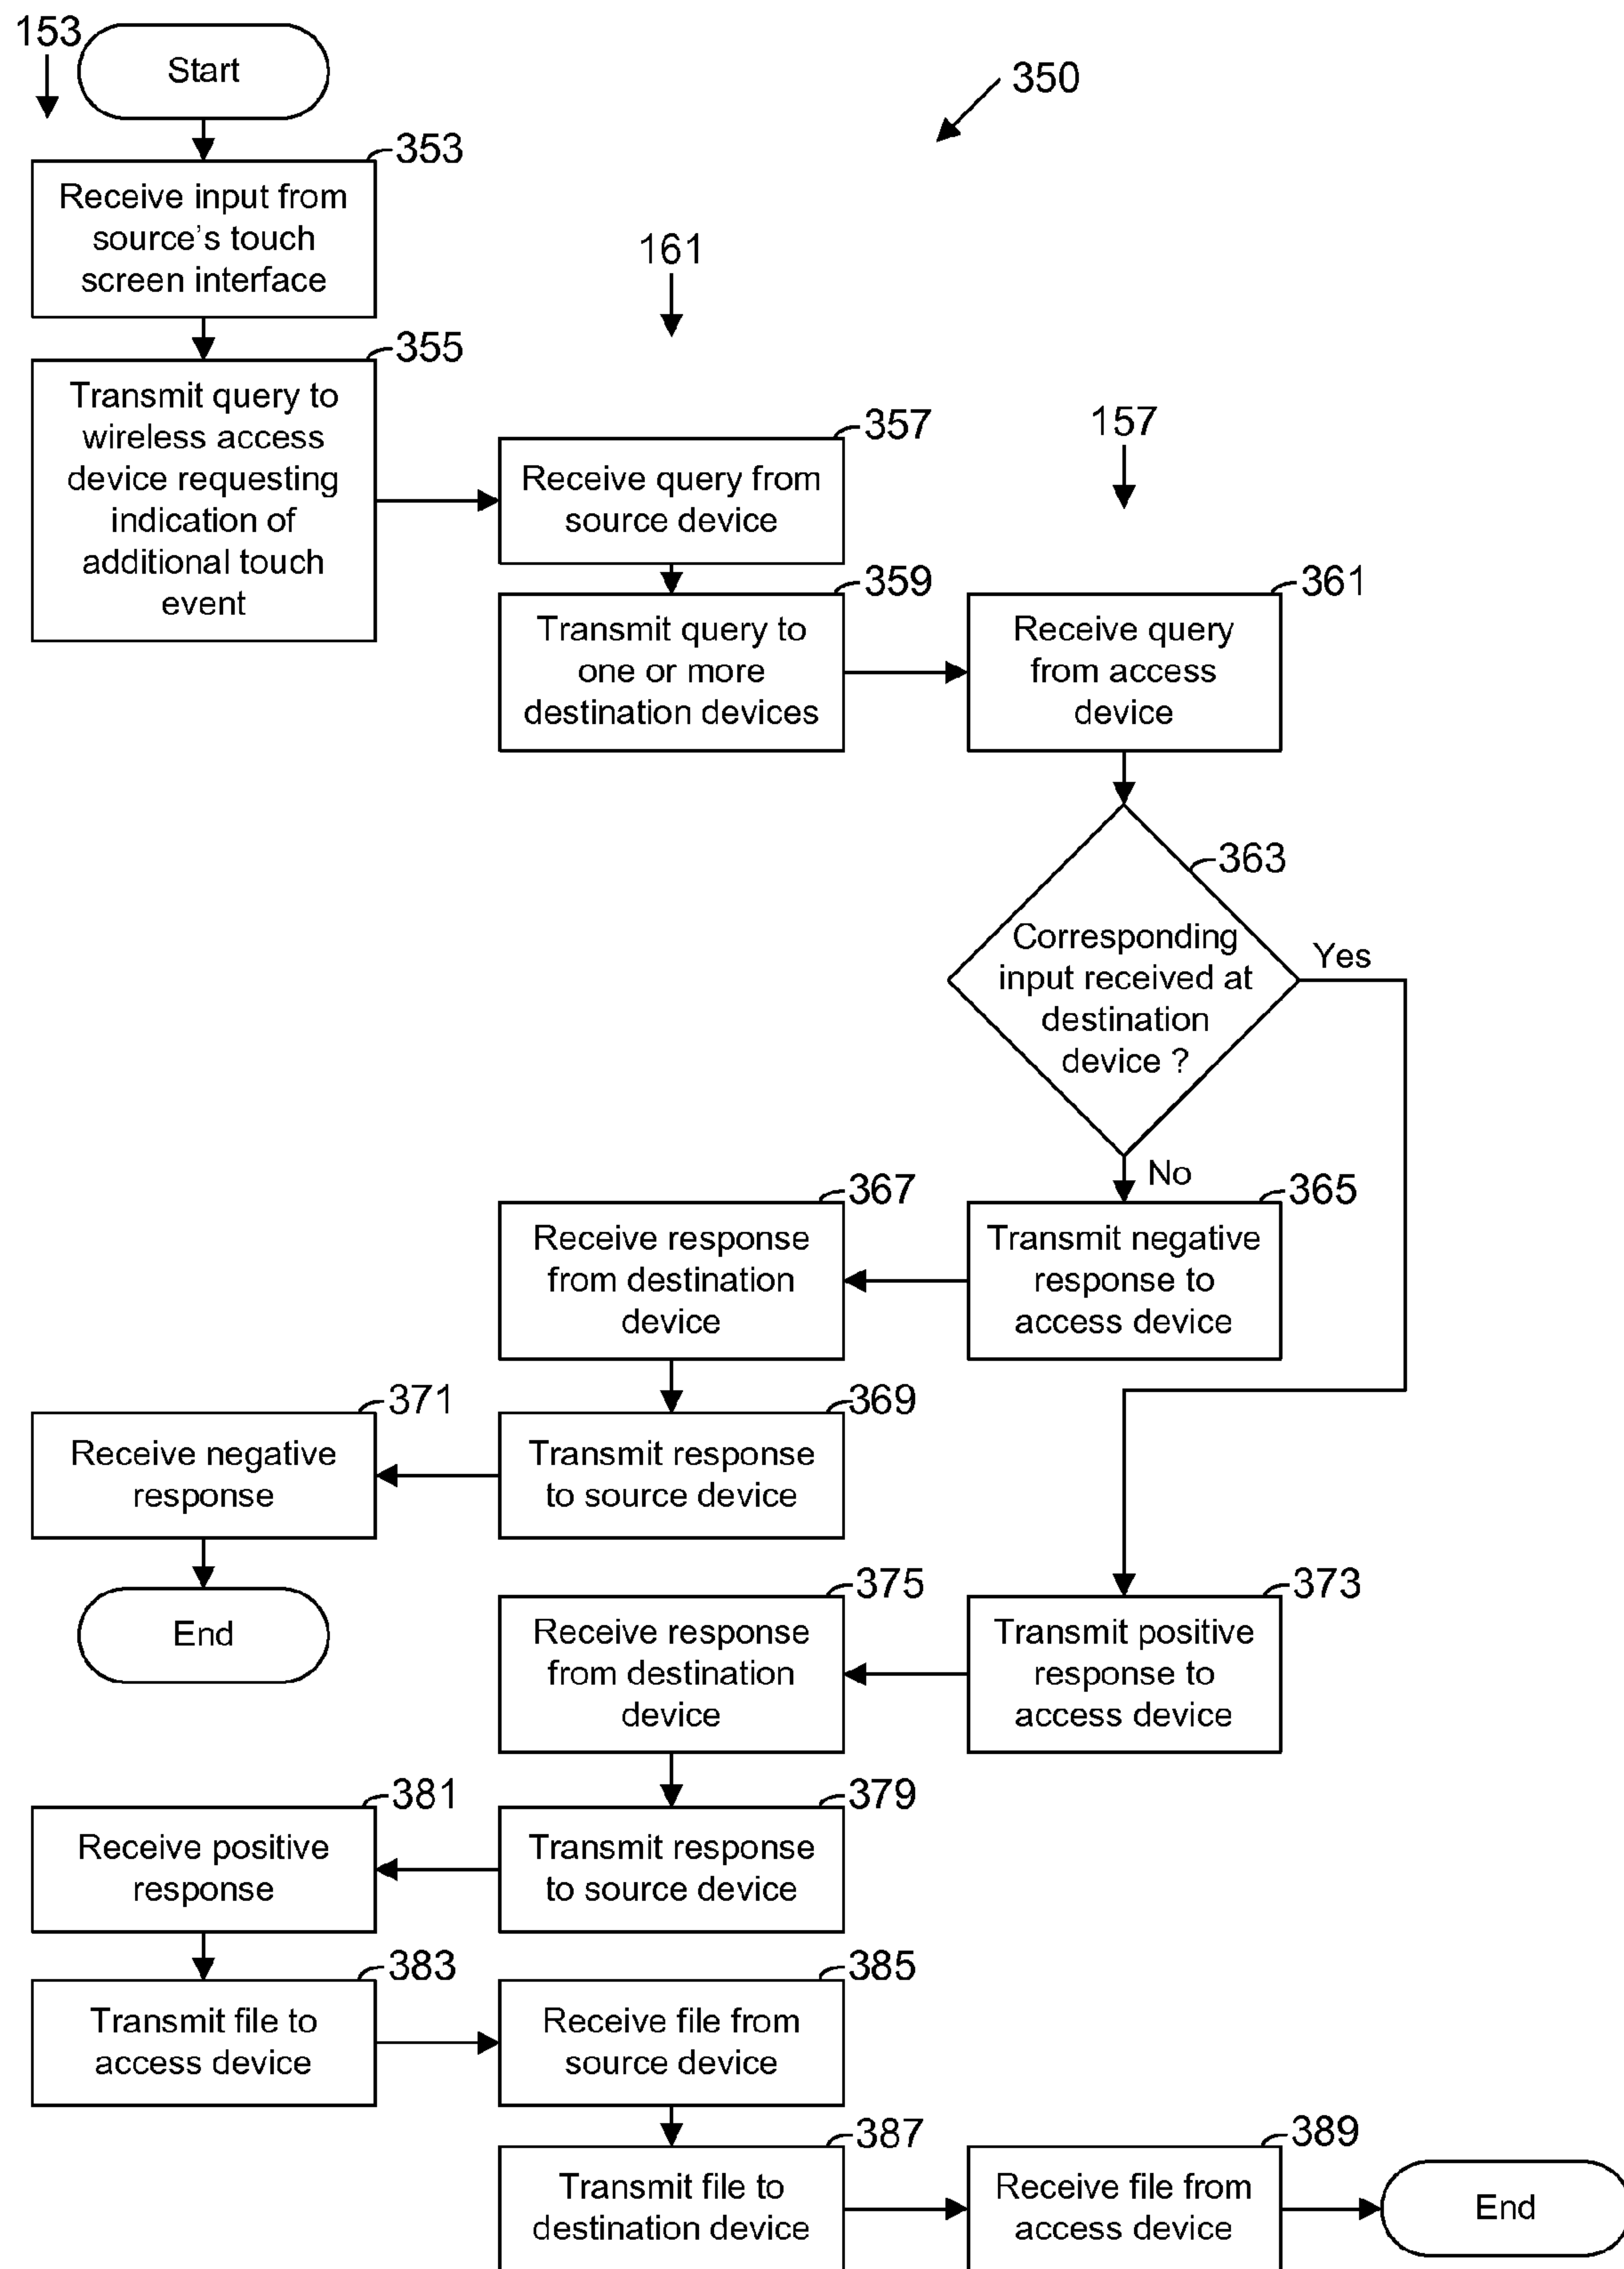 153
Start
350
353
Receive input from
source's touch
screen interface
161
355
Transmit query to
wireless access
device requesting
indication of
additional touch
event
357
Receive query from
source device
157
359
Transmit query to
one or more
destination devices
361
Receive query
from access
device
363
Corresponding
input received at
destination
device ?
Yes
No
367
Receive response
from destination
device
365
Transmit negative
response to
access device
371
Receive negative
response
369
Transmit response
to source device
End
375
Receive response
from destination
device
373
Transmit positive
response to
access device
381
Receive positive
response
379
Transmit response
to source device
383
Transmit file to
access device
385
Receive file from
source device
387
Transmit file to
destination device
389
Receive file from
access device
End